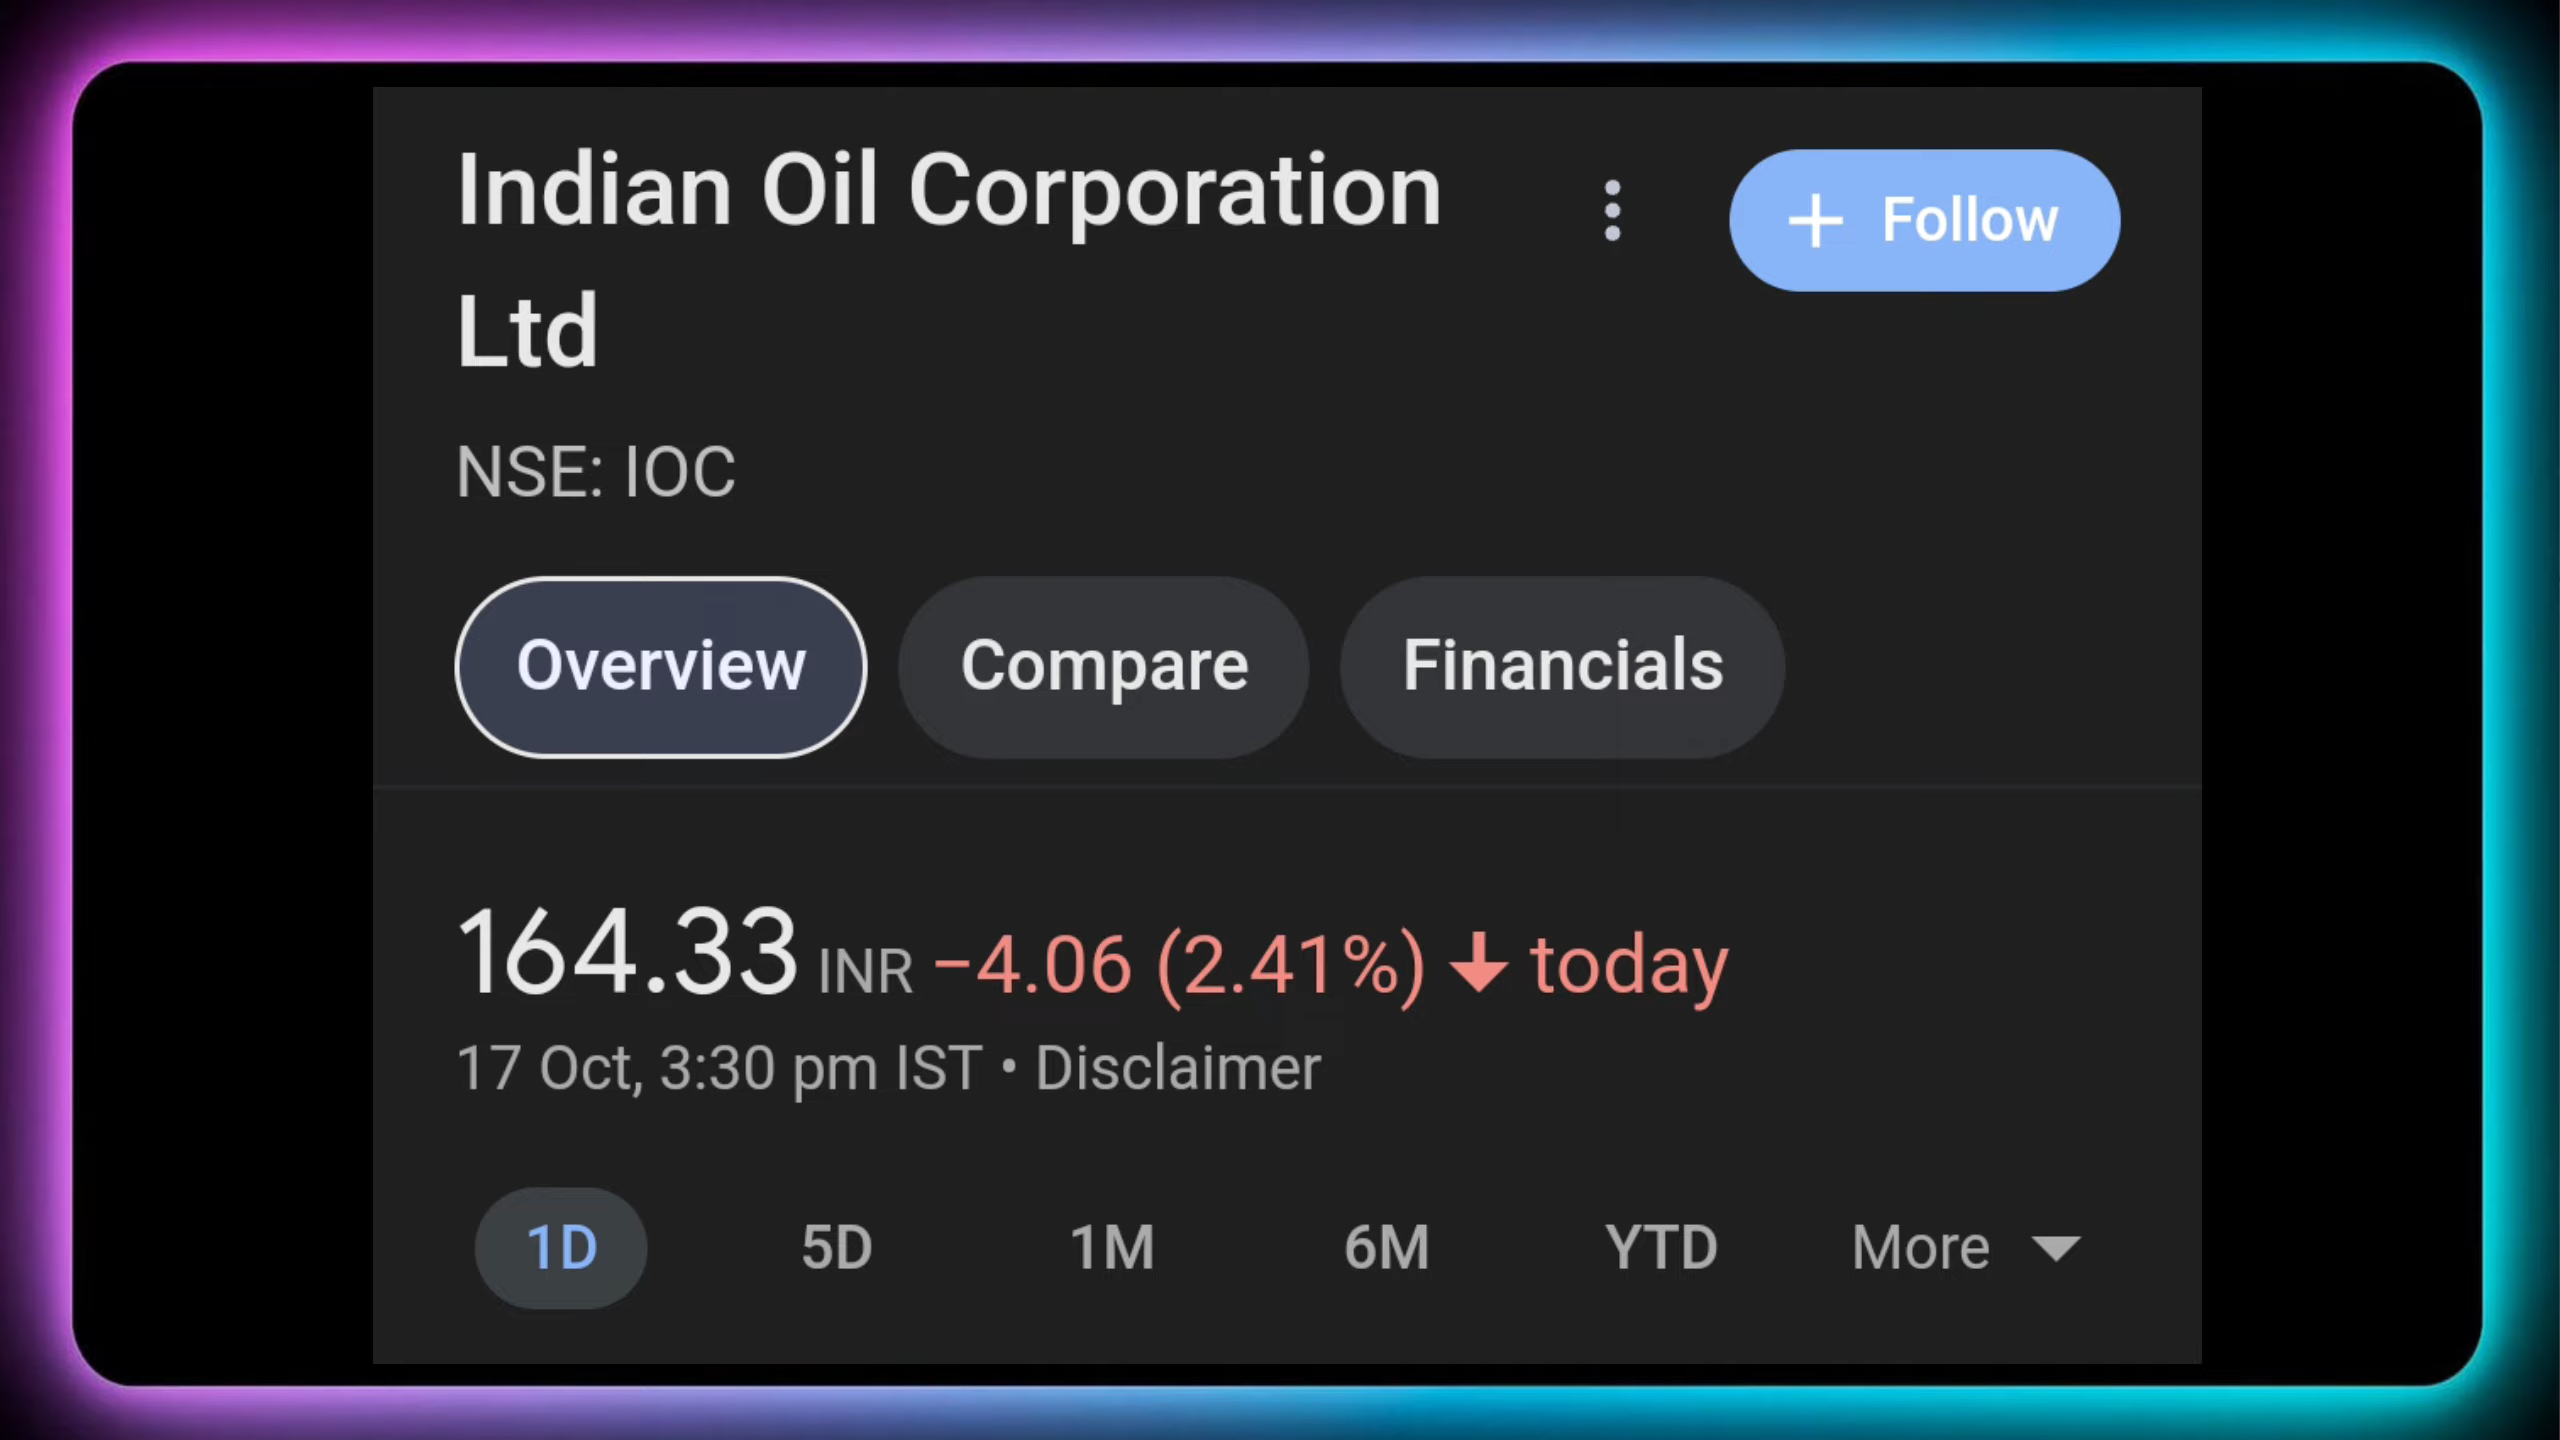 Indian Oil Corporation
Ltd
+ Follow
NSE: IOC
Overview Compare Financials
164.33 INR −4.06 (2.41%) ↓ today
17 Oct, 3:30 pm IST • Disclaimer
1D 5D 1M 6M YTD More